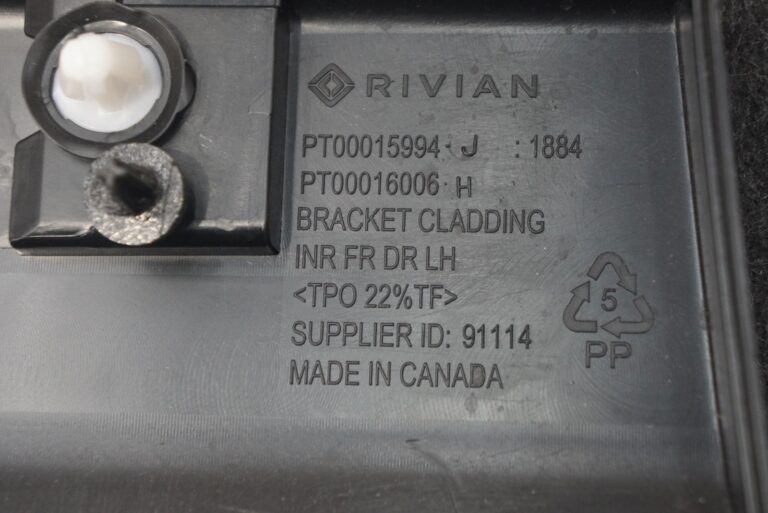 RIVIAN
PT00015994-J :1884
PT00016006-H
BRACKET CLADDING
INR FR DR LH
<TPO 22%TF>
SUPPLIER ID: 91114
MADE IN CANADA
5
PP